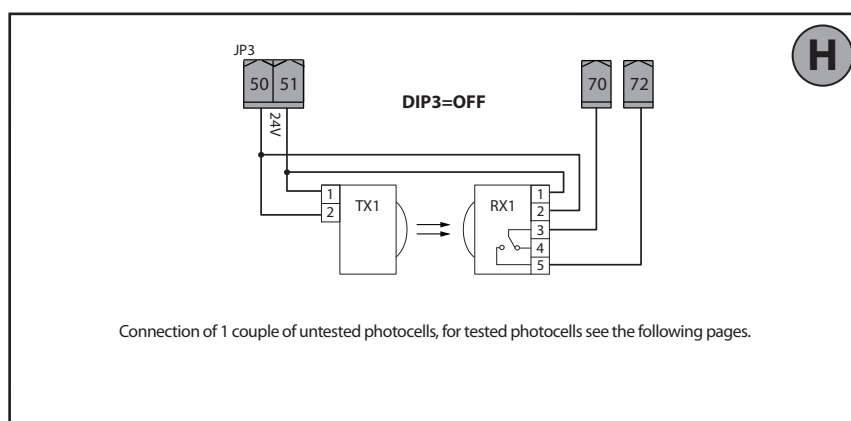 H
JP3
50 51
70 72
DIP3=OFF
24V
1
2
TX1
RX1
1
2
3
4
5
Connection of 1 couple of untested photocells, for tested photocells see the following pages.